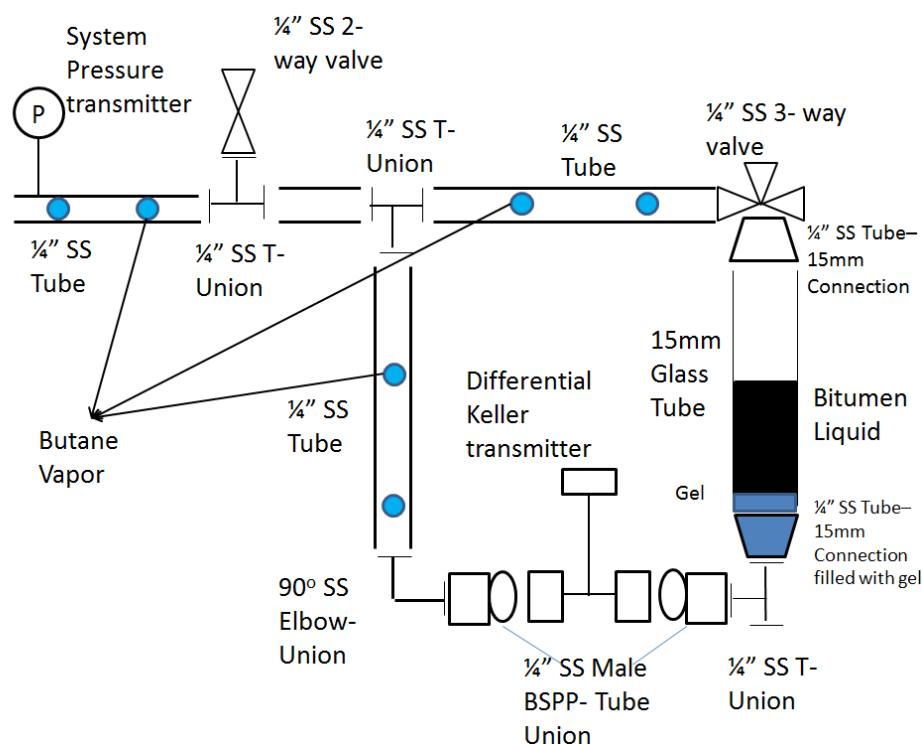 System
Pressure
transmitter
P
¼” SS 2-
way valve
¼” SS T-
Union
¼” SS
Tube
¼” SS 3- way
valve
¼” SS
Tube
¼” SS T-
Union
¼” SS Tube–
15mm
Connection
15mm
Glass
Tube
Differential
Keller
transmitter
¼” SS
Tube
Butane
Vapor
Bitumen
Liquid
Gel
¼” SS Tube–
15mm
Connection
filled with gel
90º SS
Elbow-
Union
¼” SS Male
BSPP- Tube
Union
¼” SS T-
Union